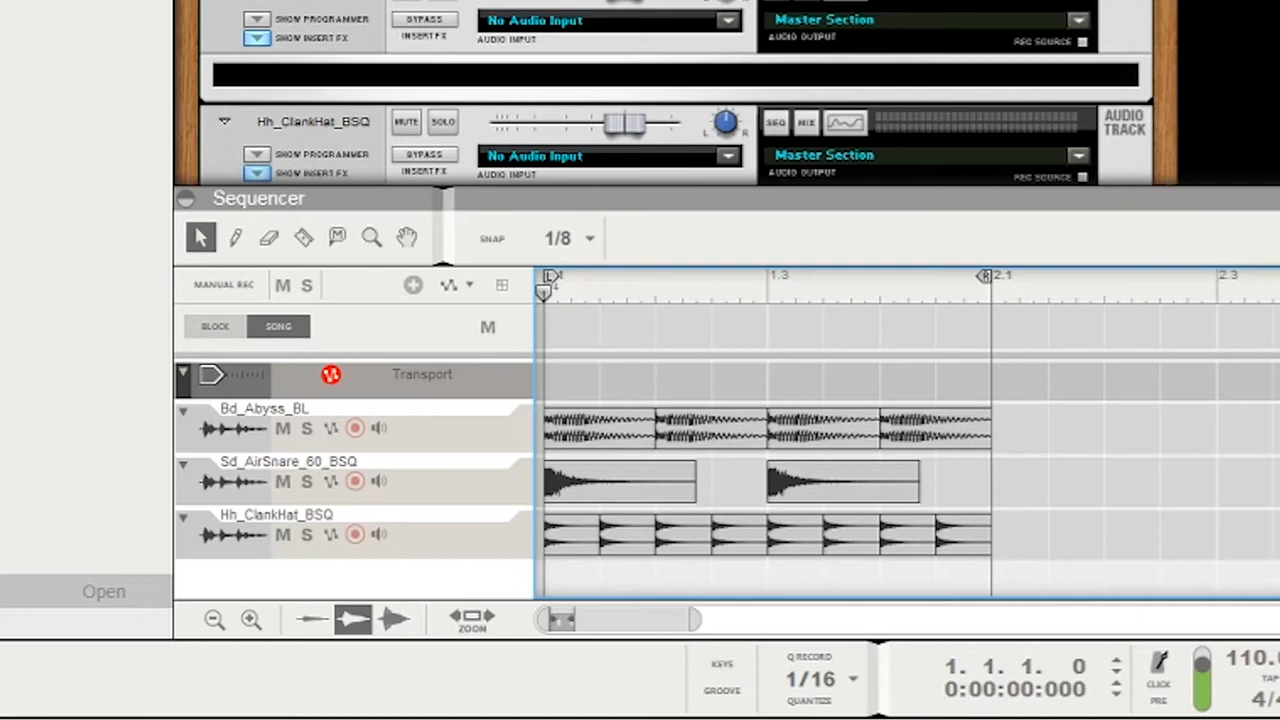 SHOW PROGRAMMER BYPASS No Audio Input Master Section
SHOW INSERT FX INSERT FX AUDIO INPUT AUDIO OUTPUT REC SOURCE
Hh_ClankHat_BSQ MUTE SOLO L R SEQ MIX AUDIO TRACK
SHOW PROGRAMMER BYPASS No Audio Input Master Section
SHOW INSERT FX INSERT FX AUDIO INPUT AUDIO OUTPUT REC SOURCE
Sequencer
M SNAP 1/8
MANUAL REC M S L 1.3 R 2.1 2.3
BLOCK SONG M
Transport
Bd_Abyss_BL
M S
Sd_AirSnare_60_BSQ
M S
Hh_ClankHat_BSQ
M S
Open
ZOOM
KEYS Q RECORD 1. 1. 1. 0 110.0
GROOVE 1/16 QUANTIZE 0:00:00:000 CLICK PRE TAP 4/4